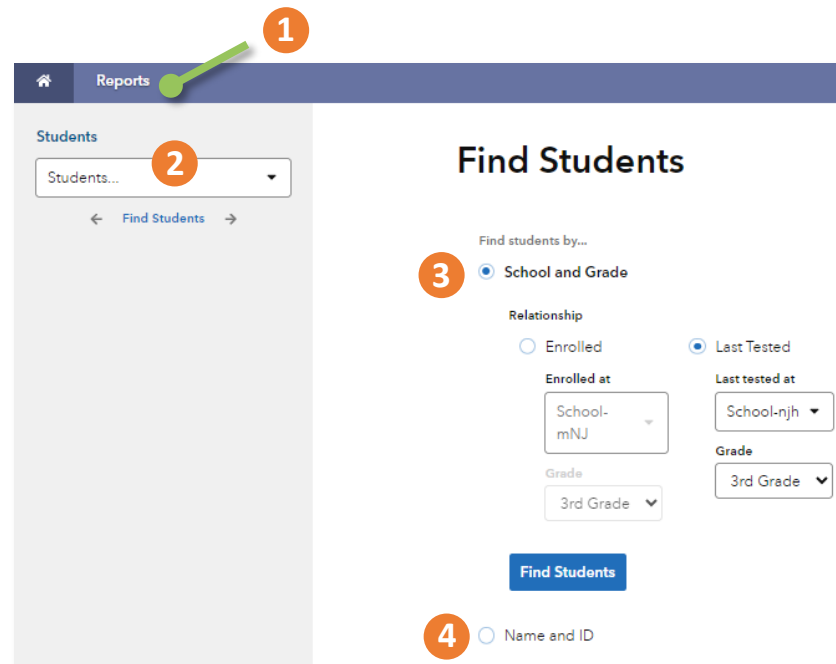 1
Reports
Students
2
Students...
Find Students
Find Students
Find students by...
3
School and Grade
Relationship
Enrolled
Last Tested
Enrolled at
Last tested at
School-
mNJ
School-njh
Grade
Grade
3rd Grade
3rd Grade
Find Students
4
Name and ID